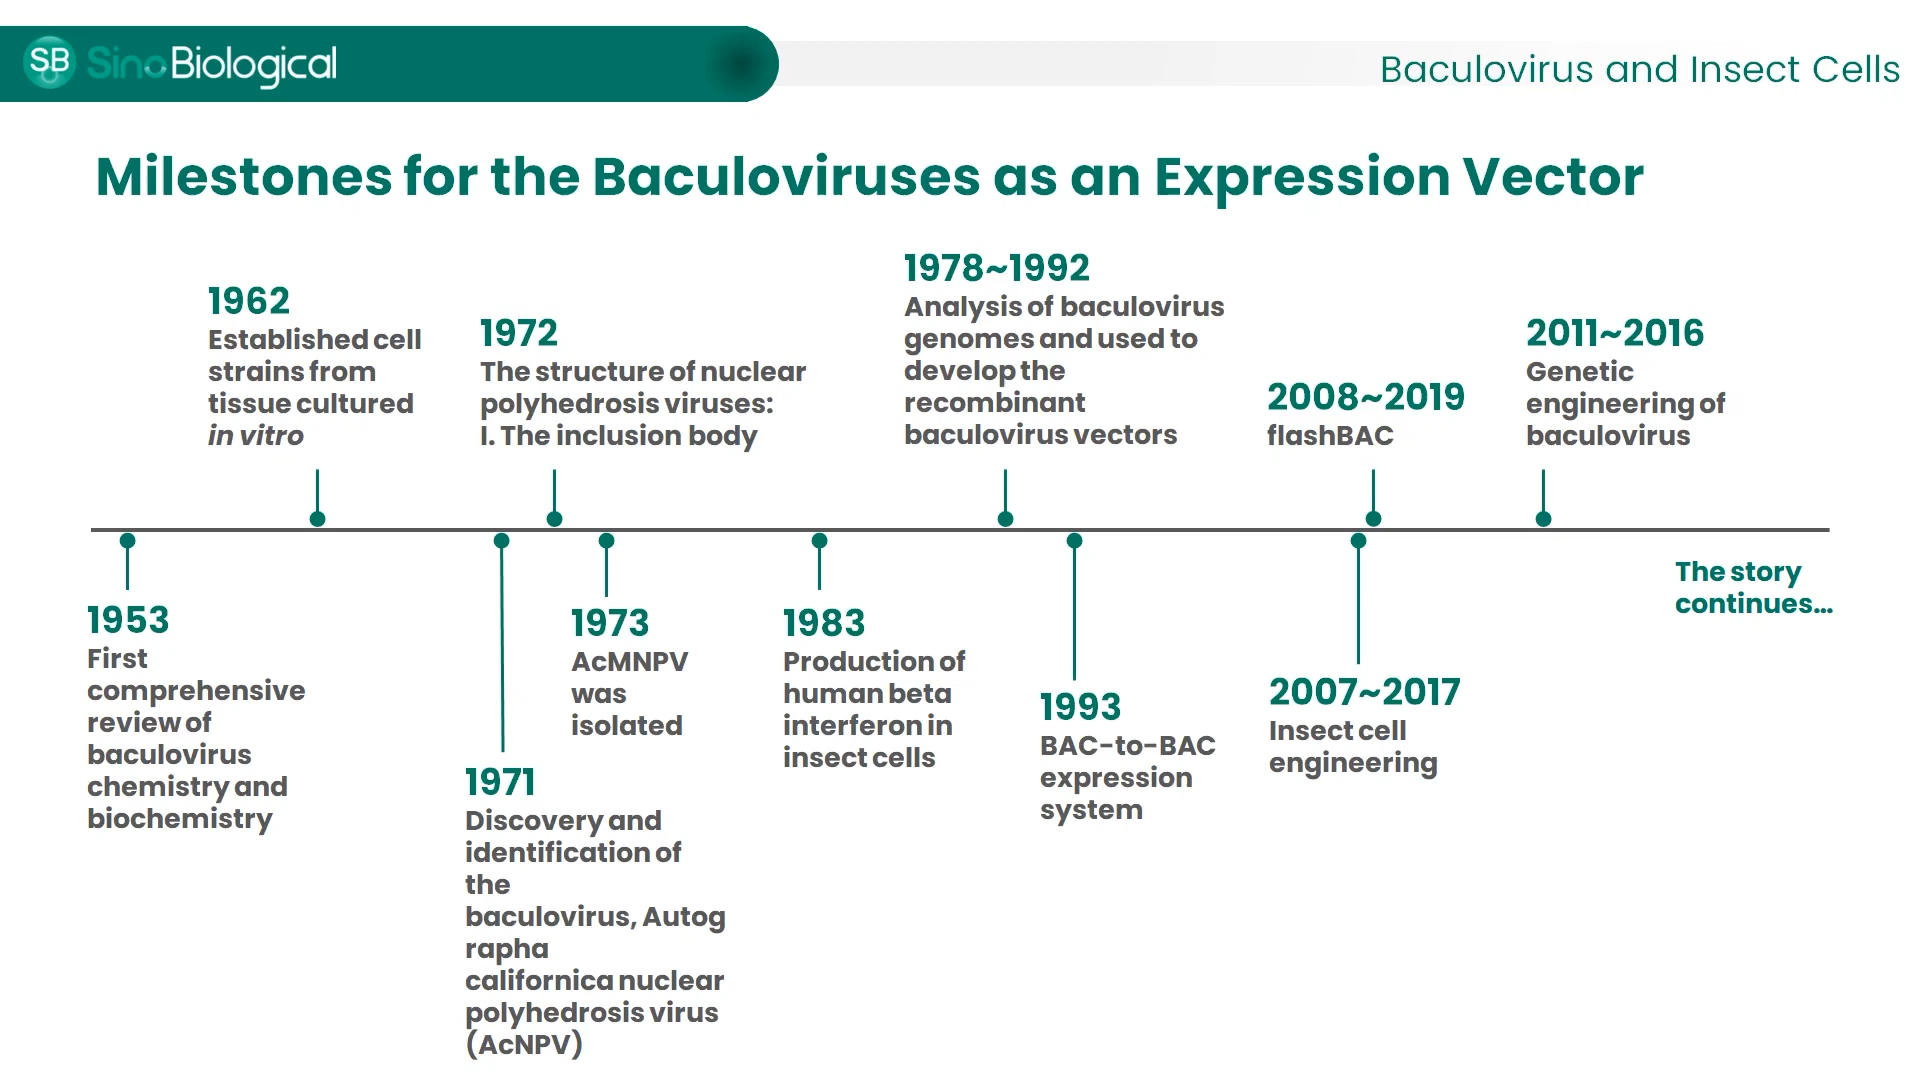 SB SinoBiological
Baculovirus and Insect Cells
Milestones for the Baculoviruses as an Expression Vector
1962
Established cell
strains from
tissue cultured
in vitro
1972
The structure of nuclear
polyhedrosis viruses:
I. The inclusion body
1978~1992
Analysis of baculovirus
genomes and used to
develop the
recombinant
baculovirus vectors
2008~2019
flashBAC
2011~2016
Genetic
engineering of
baculovirus
1953
First
comprehensive
review of
baculovirus
chemistry and
biochemistry
1971
Discovery and
identification of
the
baculovirus, Autog
rapha
californica nuclear
polyhedrosis virus
(AcNPV)
1973
AcMNPV
was
isolated
1983
Production of
human beta
interferon in
insect cells
1993
BAC-to-BAC
expression
system
2007~2017
Insect cell
engineering
The story
continues...